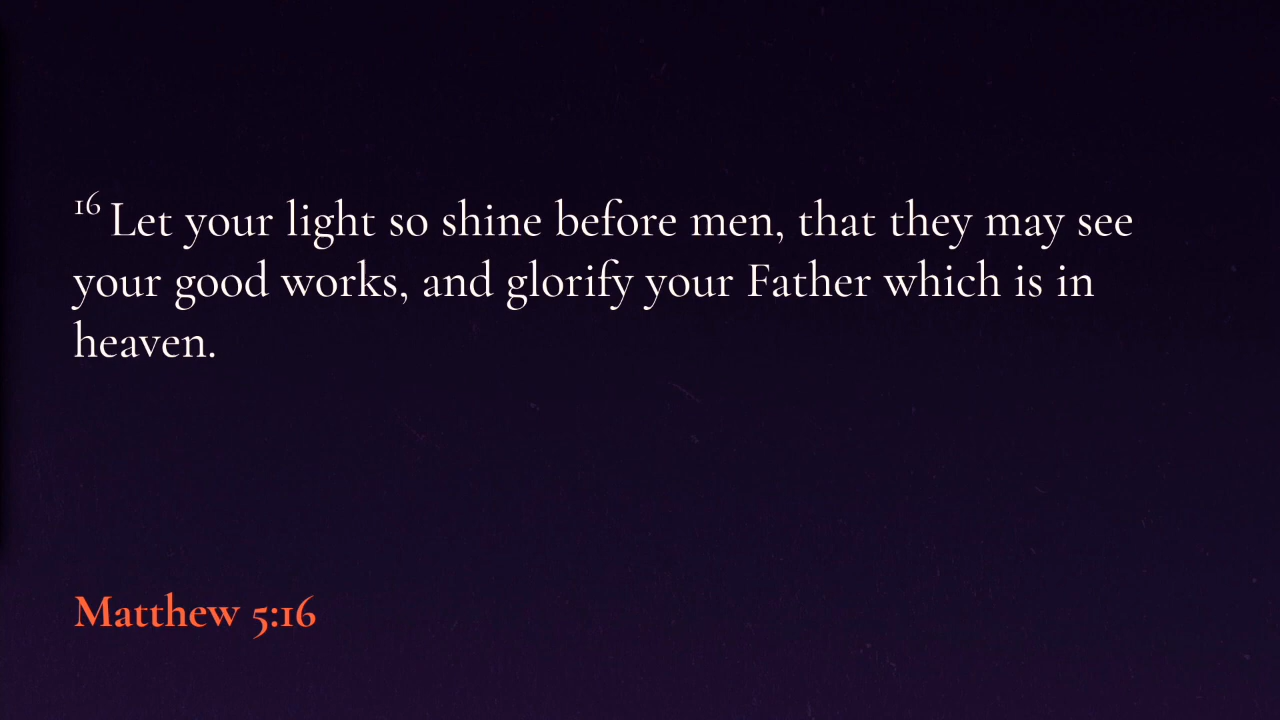 16 Let your light so shine before men, that they may see
your good works, and glorify your Father which is in
heaven.
Matthew 5:16